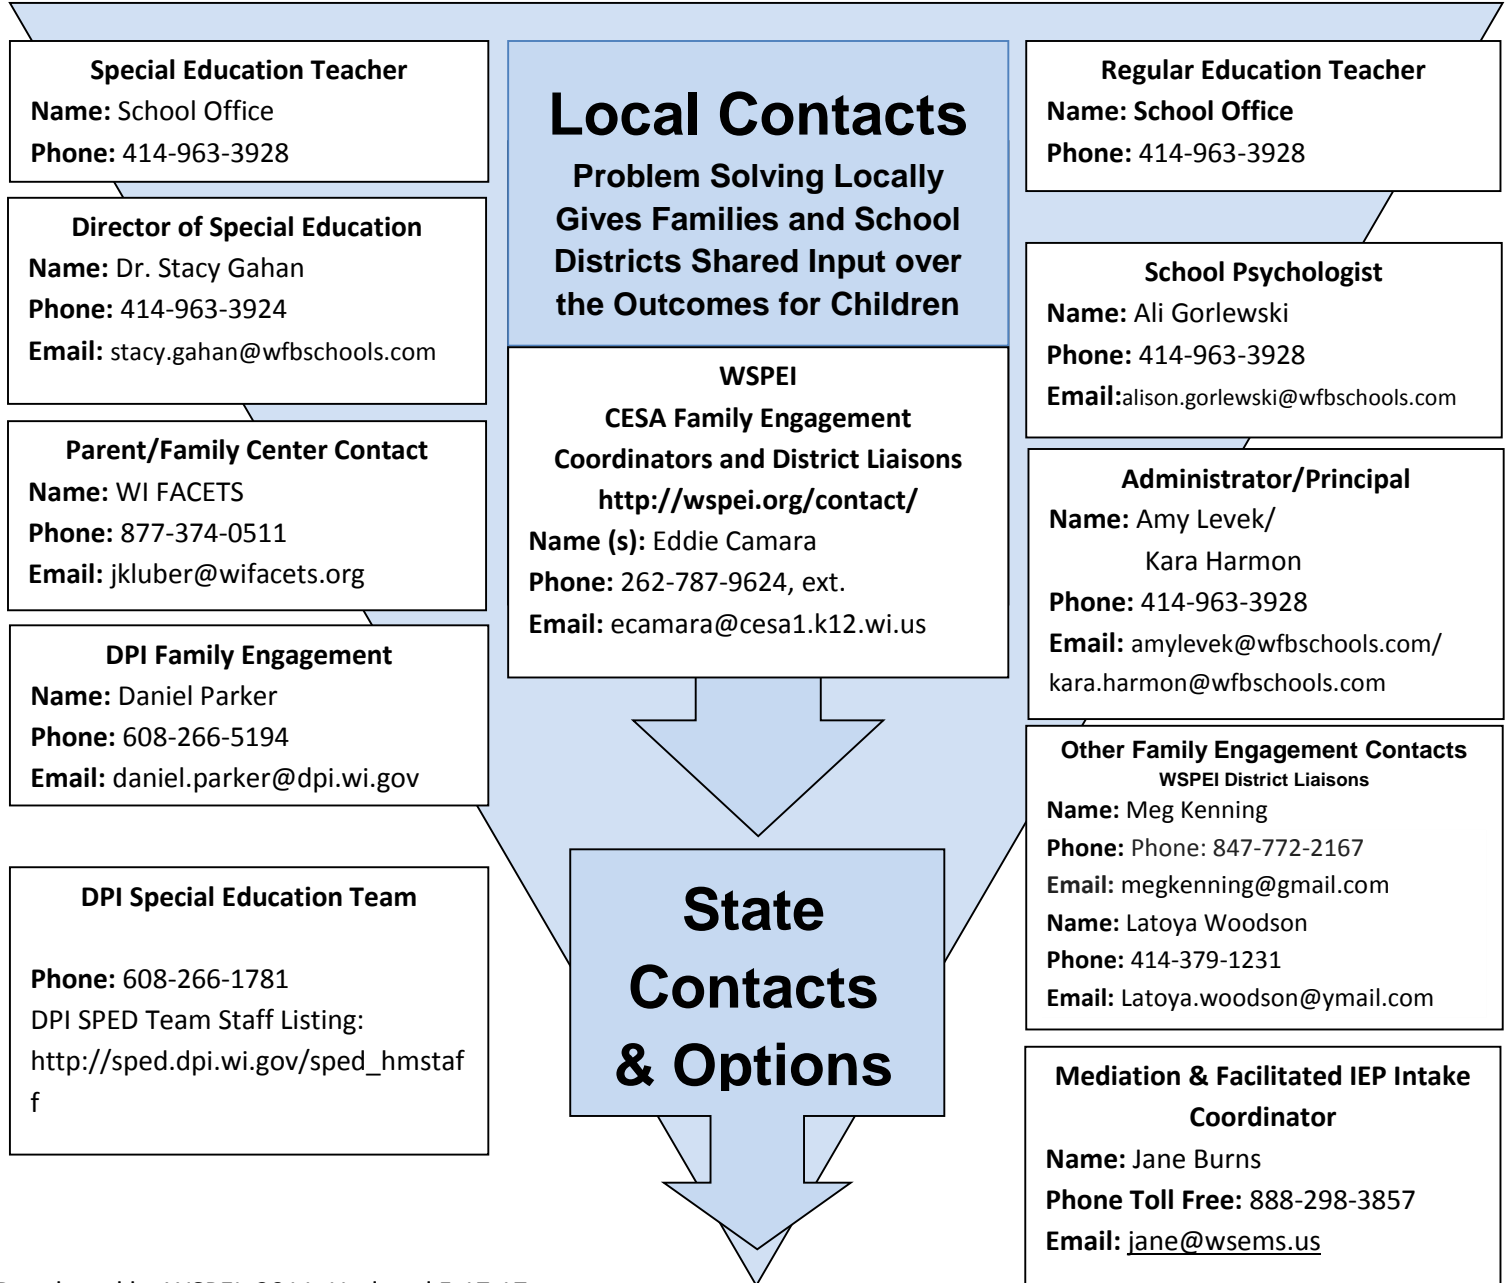 Special Education Teacher
Name: School Office
Phone: 414-963-3928
Director of Special Education
Name: Dr. Stacy Gahan
Phone: 414-963-3924
Email: stacy.gahan@wfbschools.com
Parent/Family Center Contact
Name: WI FACETS
Phone: 877-374-0511
Email: jkluber@wifacets.org
DPI Family Engagement
Name: Daniel Parker
Phone: 608-266-5194
Email: daniel.parker@dpi.wi.gov
DPI Special Education Team
Phone: 608-266-1781
DPI SPED Team Staff Listing:
http://sped.dpi.wi.gov/sped_hmstaf
f
Local Contacts
Problem Solving Locally
Gives Families and School
Districts Shared Input over
the Outcomes for Children
WSPEI
CESA Family Engagement
Coordinators and District Liaisons
http://wspei.org/contact/
Name (s): Eddie Camara
Phone: 262-787-9624, ext.
Email: ecamara@cesa1.k12.wi.us
State
Contacts
& Options
Regular Education Teacher
Name: School Office
Phone: 414-963-3928
School Psychologist
Name: Ali Gorlewski
Phone: 414-963-3928
Email:alison.gorlewski@wfbschools.com
Administrator/Principal
Name: Amy Levek/
Kara Harmon
Phone: 414-963-3928
Email: amylevek@wfbschools.com/
kara.harmon@wfbschools.com
Other Family Engagement Contacts
WSPEI District Liaisons
Name: Meg Kenning
Phone: Phone: 847-772-2167
Email: megkenning@gmail.com
Name: Latoya Woodson
Phone: 414-379-1231
Email: Latoya.woodson@ymail.com
Mediation & Facilitated IEP Intake
Coordinator
Name: Jane Burns
Phone Toll Free: 888-298-3857
Email: jane@wsems.us